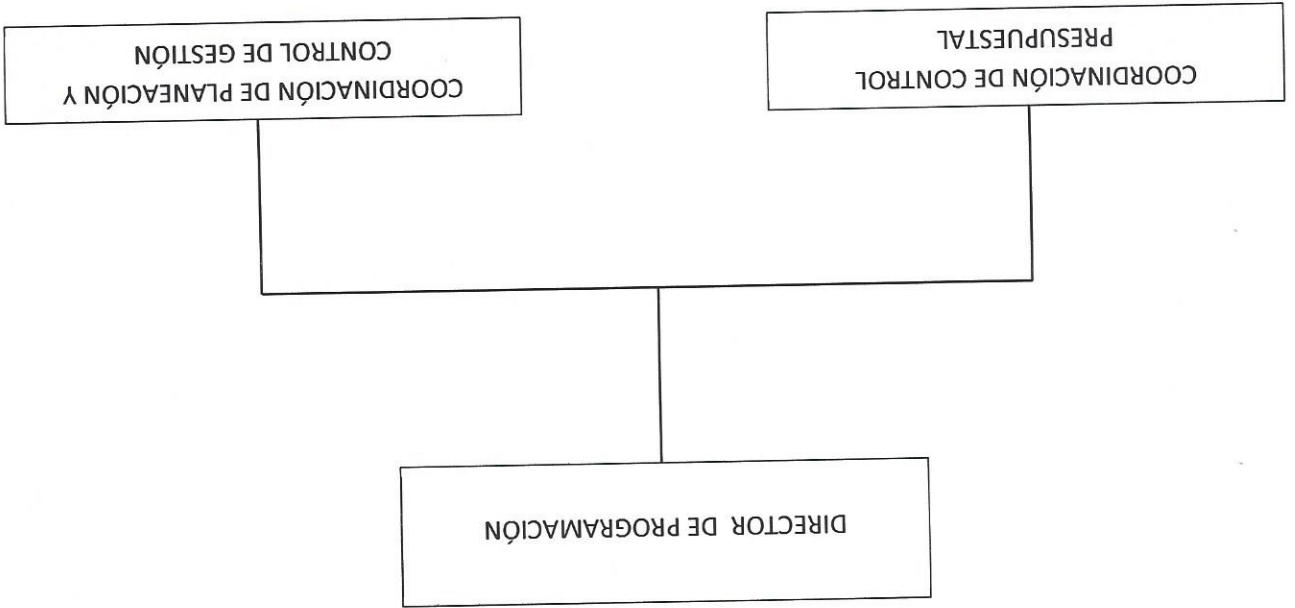 DIRECTOR DE PROGRAMACIÓN
COORDINACIÓN DE CONTROL
PRESUPUESTAL
COORDINACIÓN DE PLANEACIÓN Y
CONTROL DE GESTIÓN